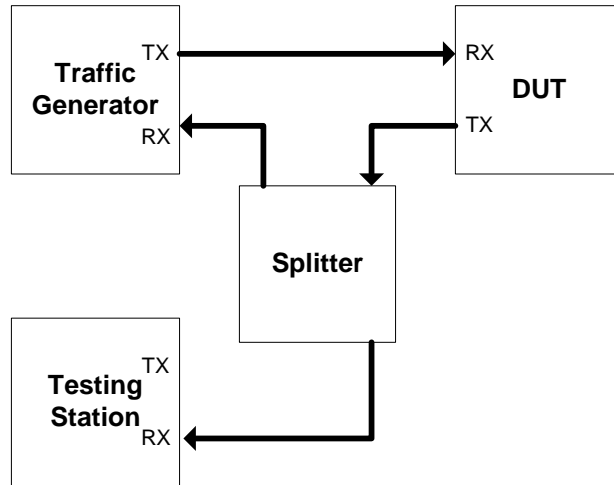 TX
Traffic
Generator
RX
RX
DUT
TX
Splitter
TX
Testing
Station
RX